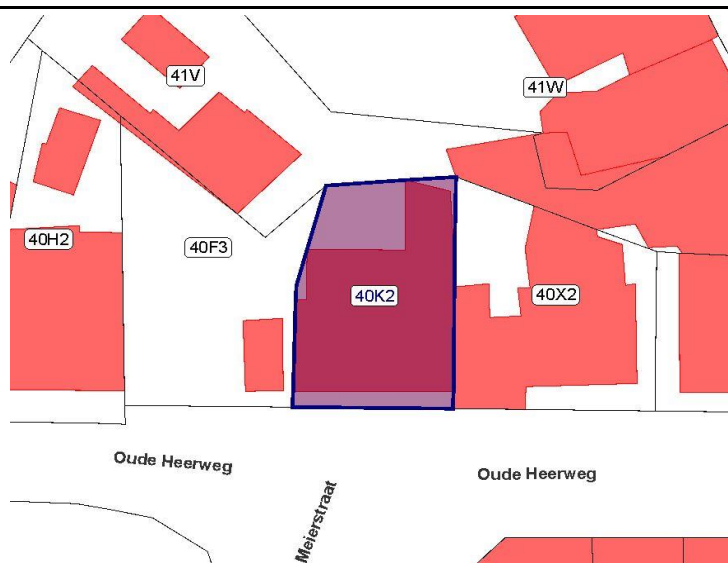 41V
41W
40H2
40F3
40K2
40X2
Oude Heerweg
Oude Heerweg
Meierstraat